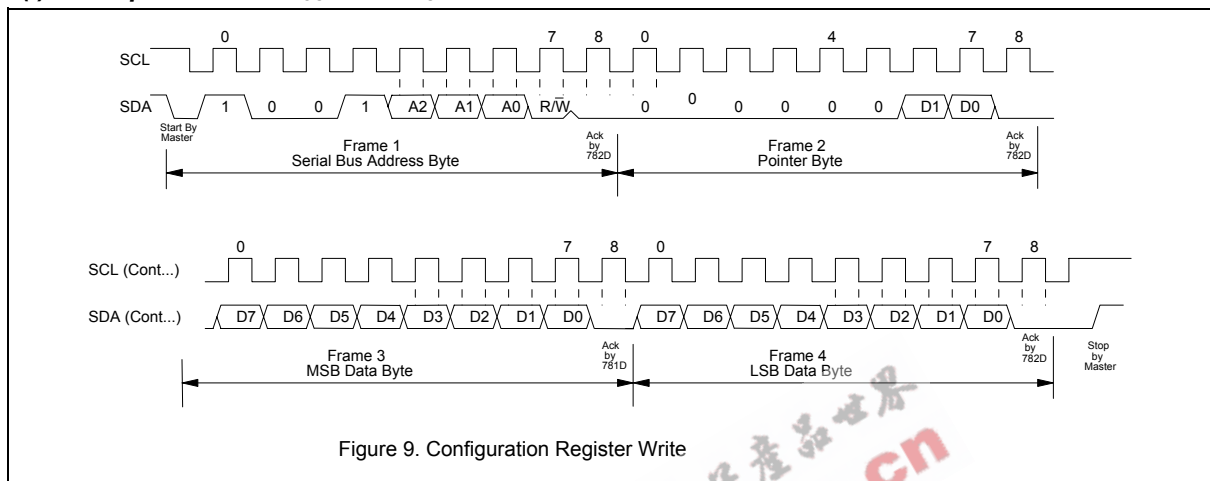 0 7 8 0 4 7 8
SCL
SDA 1 0 0 1 A2 A1 A0 R/W 0 0 0 0 0 0 D1 D0
Start By
Master
Ack
by
782D
Ack
by
782D
Frame 1
Serial Bus Address Byte
Frame 2
Pointer Byte
0 7 8 0 7 8
SCL (Cont...)
SDA (Cont...) D7 D6 D5 D4 D3 D2 D1 D0 D7 D6 D5 D4 D3 D2 D1 D0
Ack
by
781D
Ack
by
782D
Stop
by
Master
Frame 3
MSB Data Byte
Frame 4
LSB Data Byte
Figure 9. Configuration Register Write
產品世界
cn